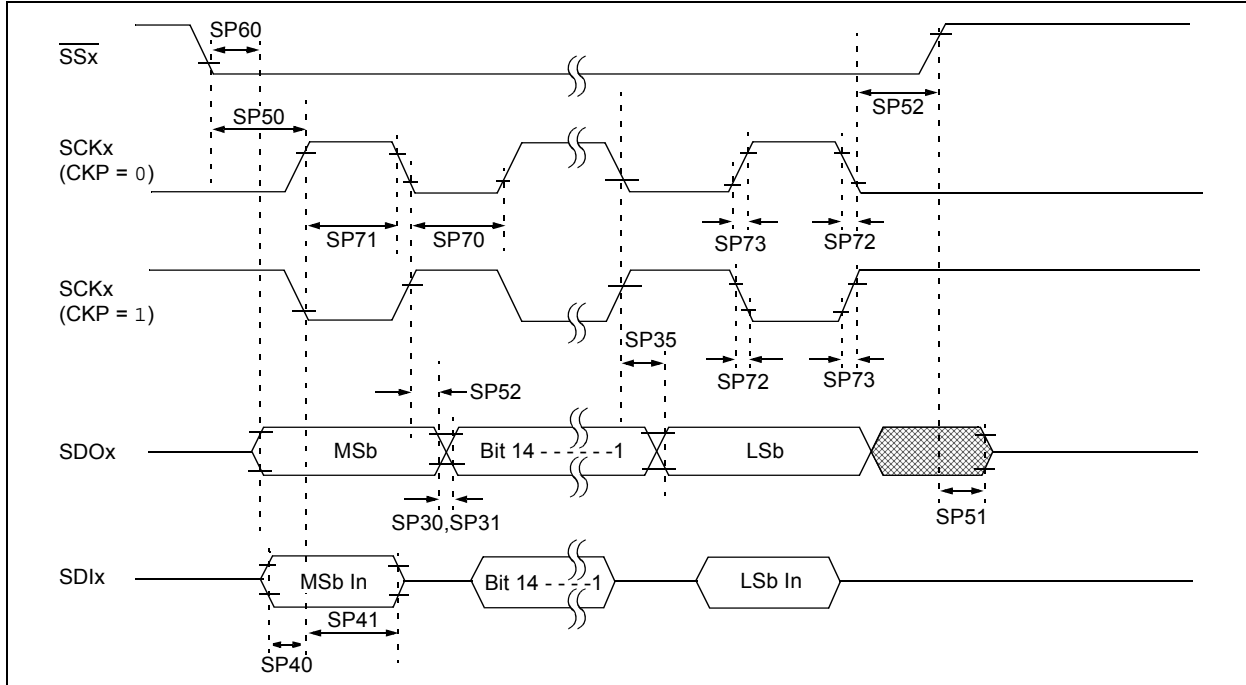 SP60
SSx
SP52
SP50
SCKx
(CKP = 0)
SP71
SP70
SP73
SP72
SCKx
(CKP = 1)
SP35
SP72
SP73
SP52
SDOx
MSb
Bit 14 - - - - - -1
LSb
SP30,SP31
SP51
SDIx
MSb In
Bit 14 - - - -1
LSb In
SP41
SP40